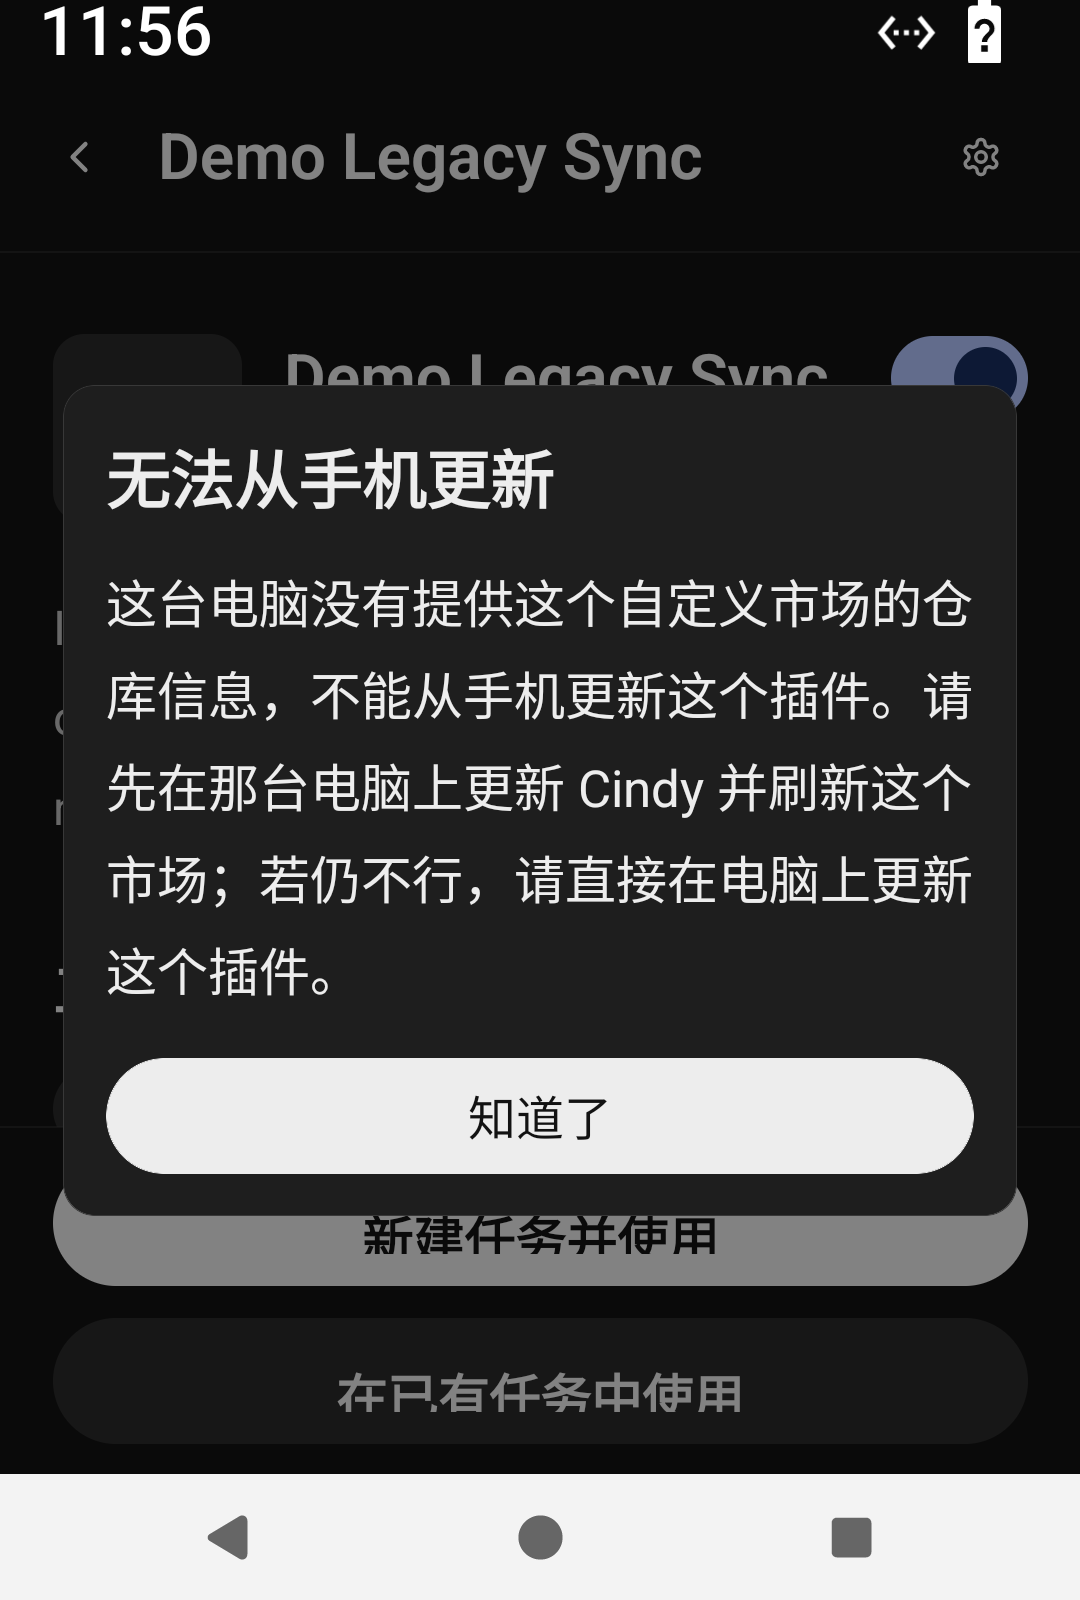 11:56
Demo Legacy Sync
Demo Legacy Sync
无法从手机更新
这台电脑没有提供这个自定义市场的仓
库信息，不能从手机更新这个插件。请
先在那台电脑上更新 Cindy 并刷新这个
市场；若仍不行，请直接在电脑上更新
这个插件。
知道了
新建任务并使用
在已有任务中使用